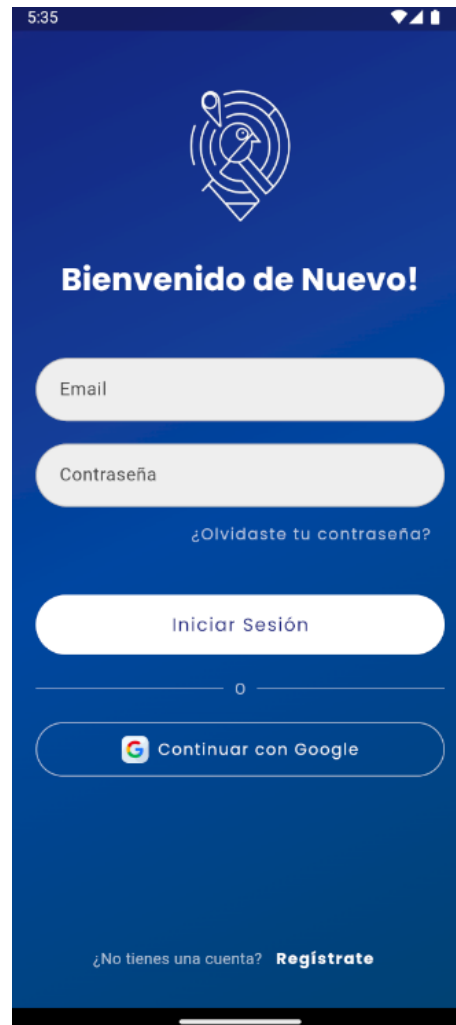 5:35
Bienvenido de Nuevo!
Email
Contraseña
¿Olvidaste tu contraseña?
Iniciar Sesión
O
G Continuar con Google
¿No tienes una cuenta? Regístrate